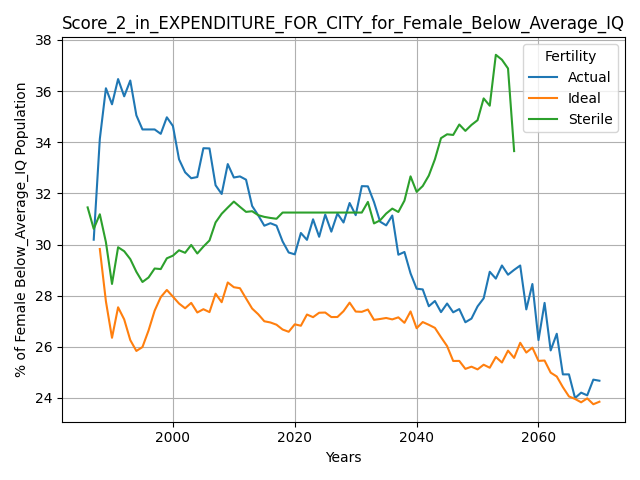 Score_2_in_EXPENDITURE_FOR_CITY_for_Female_Below_Average_IQ
% of Female Below_Average_IQ Population
38
36
34
32
30
28
26
24
Fertility
Actual
Ideal
Sterile
2000
2020
2040
2060
Years